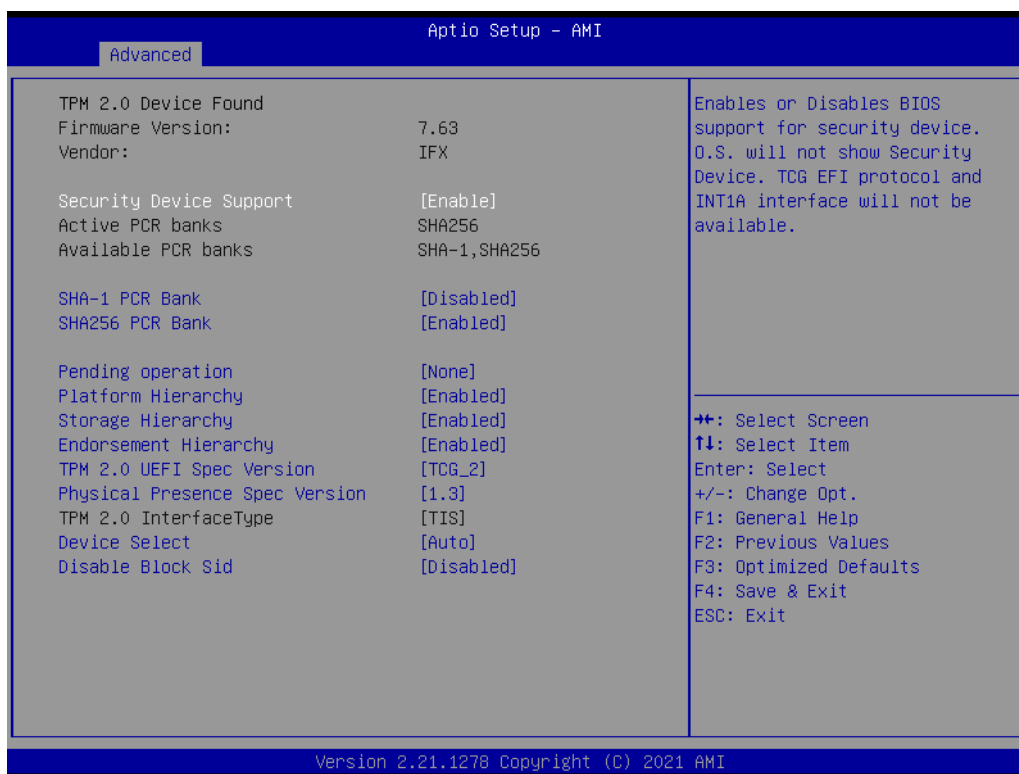 Aptio Setup - AMI
Advanced
TPM 2.0 Device Found
Firmware Version: 7.63
Vendor: IFX
Security Device Support [Enable]
Active PCR banks SHA256
Available PCR banks SHA-1,SHA256
SHA-1 PCR Bank [Disabled]
SHA256 PCR Bank [Enabled]
Pending operation [None]
Platform Hierarchy [Enabled]
Storage Hierarchy [Enabled]
Endorsement Hierarchy [Enabled]
TPM 2.0 UEFI Spec Version [TCG_2]
Physical Presence Spec Version [1.3]
TPM 2.0 InterfaceType [TIS]
Device Select [Auto]
Disable Block Sid [Disabled]
Enables or Disables BIOS
support for security device.
O.S. will not show Security
Device. TCG EFI protocol and
INT1A interface will not be
available.
→←: Select Screen
↑↓: Select Item
Enter: Select
+/-: Change Opt.
F1: General Help
F2: Previous Values
F3: Optimized Defaults
F4: Save & Exit
ESC: Exit
Version 2.21.1278 Copyright (C) 2021 AMI